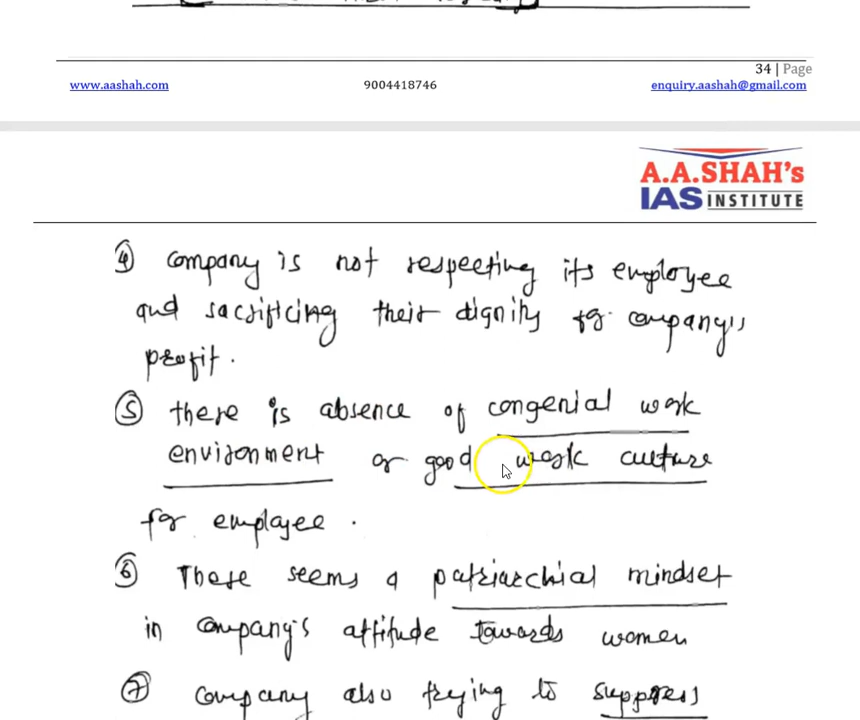 34 | Page
www.aashah.com 9004418746 enquiry.aashah@gmail.com
A.A.SHAH's
IAS INSTITUTE
④ Company is not respecting its employee
and sacrificing their dignity for company's
profit.
⑤ there is absence of congenial work
environment or good work culture
for employee.
⑥ There seems a patriarchial mindset
in company's attitude towards women
⑦ Company also trying to suppress